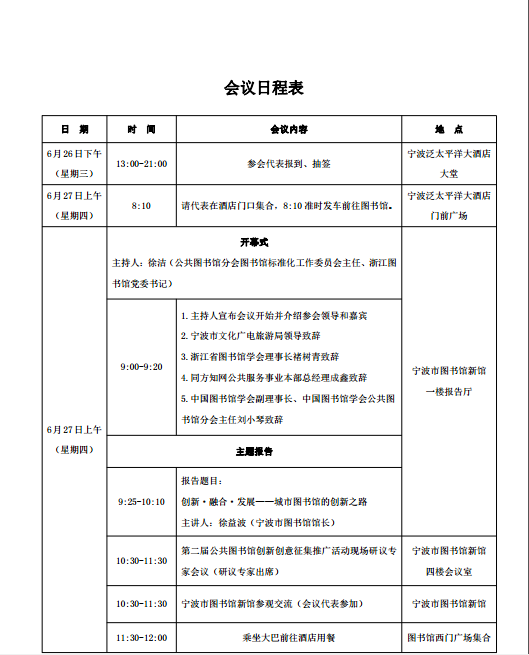 会议日程表
日 期 时 间 会议内容 地 点
6月26日下午
（星期三）
13:00-21:00
参会代表报到、抽签
宁波泛太平洋大酒店
大堂
6月27日上午
（星期四）
8:10
请代表在酒店门口集合，8:10准时发车前往图书馆。
宁波泛太平洋大酒店
门前广场
6月27日上午
（星期四）
开幕式
主持人：徐洁（公共图书馆分会图书馆标准化工作委员会主任、浙江图
书馆党委书记）
9:00-9:20
1.主持人宣布会议开始并介绍参会领导和嘉宾
2.宁波市文化广电旅游局领导致辞
3.浙江省图书馆学会理事长褚树青致辞
4.同方知网公共服务事业本部总经理成鑫致辞
5.中国图书馆学会副理事长、中国图书馆学会公共图
书馆分会主任刘小琴致辞
宁波市图书馆新馆
一楼报告厅
主题报告
9:25-10:10
报告题目：
创新·融合·发展——城市图书馆的创新之路
主讲人：徐益波（宁波市图书馆馆长）
10:30-11:30
第二届公共图书馆创新创意征集推广活动现场研议专
家会议（研议专家出席）
宁波市图书馆新馆
四楼会议室
10:30-11:30
宁波市图书馆新馆参观交流（会议代表参加）
宁波市图书馆新馆
11:30-12:00
乘坐大巴前往酒店用餐
图书馆西门广场集合